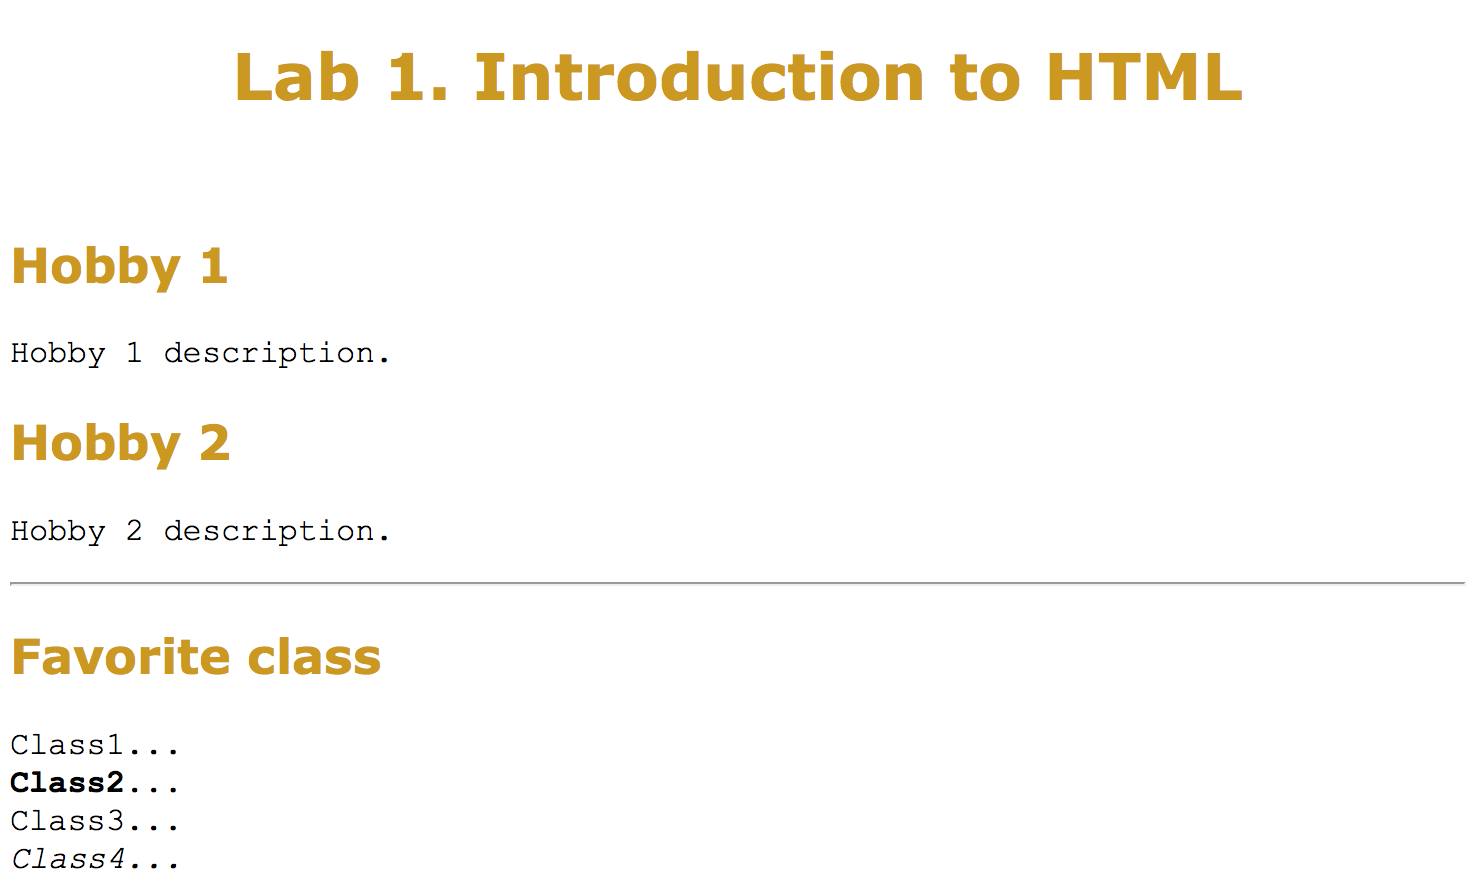 Lab 1. Introduction to HTML
Hobby 1
Hobby 1 description.
Hobby 2
Hobby 2 description.
Favorite class
Class1...
Class2...
Class3...
Class4...